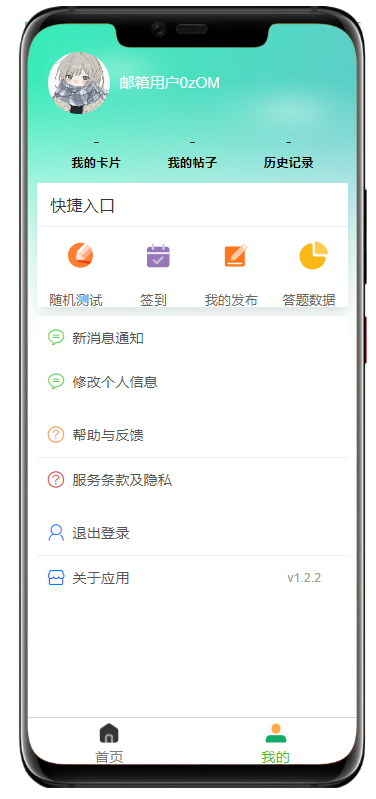 邮箱用户0zOM
- - -
我的卡片 我的帖子 历史记录
快捷入口
随机测试 签到 我的发布 答题数据
新消息通知
修改个人信息
帮助与反馈
服务条款及隐私
退出登录
关于应用 v1.2.2
首页 我的